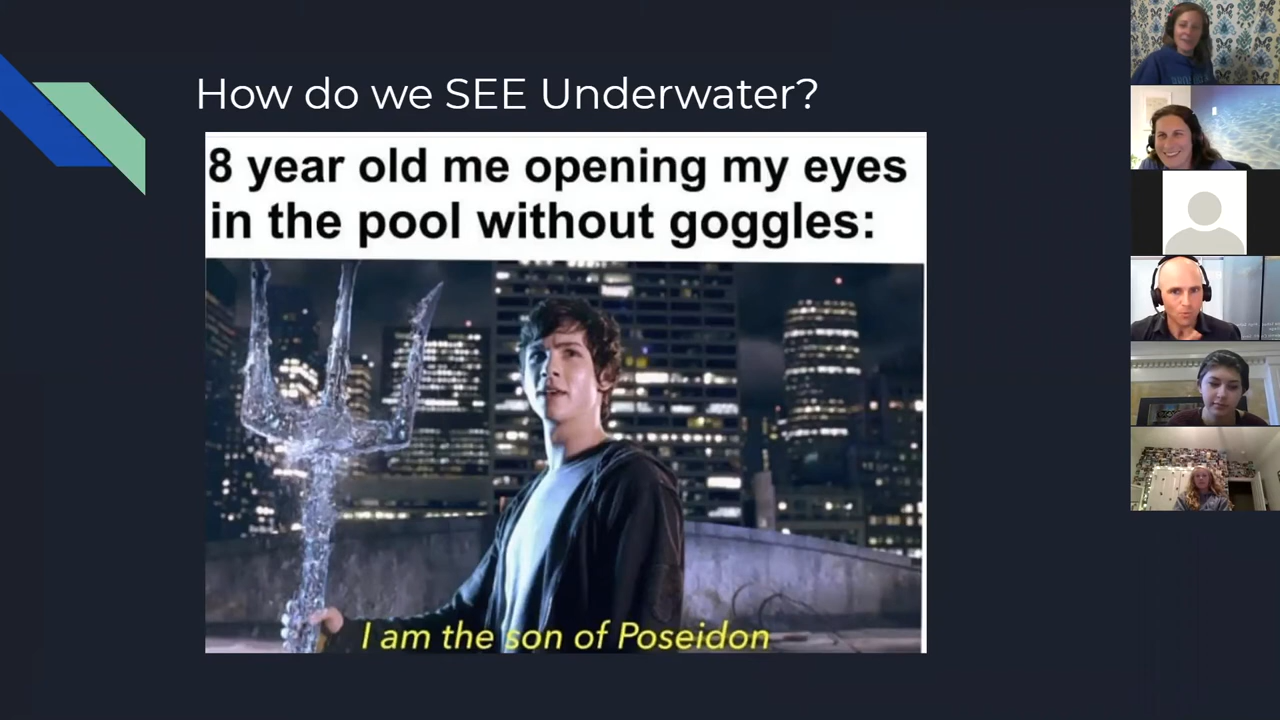 How do we SEE Underwater?
8 year old me opening my eyes
in the pool without goggles:
I am the son of Poseidon